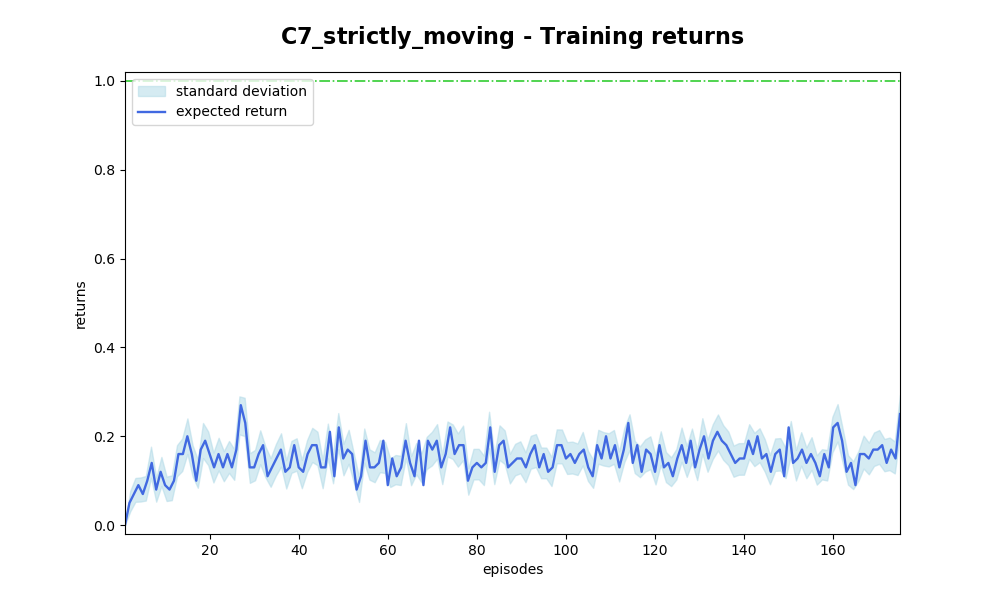 C7_strictly_moving - Training returns
1.0
standard deviation
expected return
0.8
0.6
0.4
0.2
0.0
returns
20 40 60 80 100 120 140 160
episodes